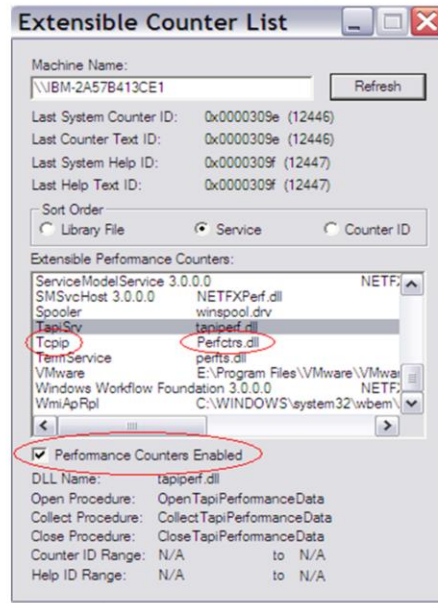 Extensible Counter List
Machine Name:
\\IBM-2A57B413CE1 Refresh
Last System Counter ID: 0x0000309e (12446)
Last Counter Text ID: 0x0000309e (12446)
Last System Help ID: 0x0000309f (12447)
Last Help Text ID: 0x0000309f (12447)
Sort Order
Library File Service Counter ID
Extensible Performance Counters:
ServiceModelService 3.0.0.0 NETF
SMSvcHost 3.0.0.0 NETFXPerf.dll
Spooler winspool.drv
TapiSrv tapiperf.dll
Tcpip Perfctrs.dll
TermService perfts.dll
VMware E:\Program Files\VMware\VMwar
Windows Workflow Foundation 3.0.0.0 NETF
WmiApRpl C:\WINDOWS\system32\wbem\
Performance Counters Enabled
DLL Name: tapiperf.dll
Open Procedure: OpenTapiPerformanceData
Collect Procedure: CollectTapiPerformanceData
Close Procedure: CloseTapiPerformanceData
Counter ID Range: N/A to N/A
Help ID Range: N/A to N/A